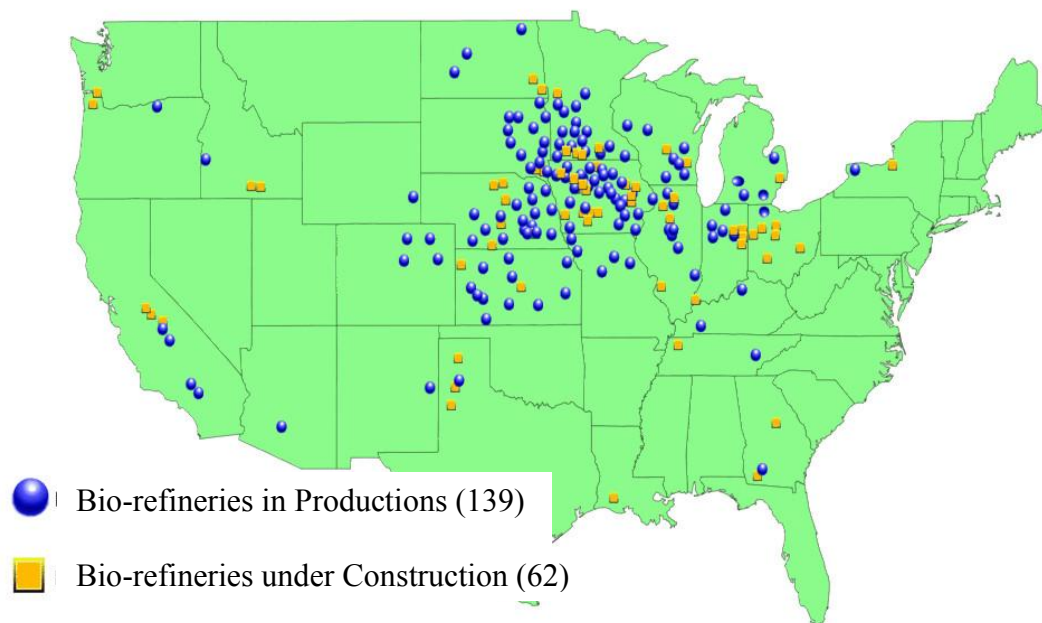 Bio-refineries in Productions (139)
Bio-refineries under Construction (62)